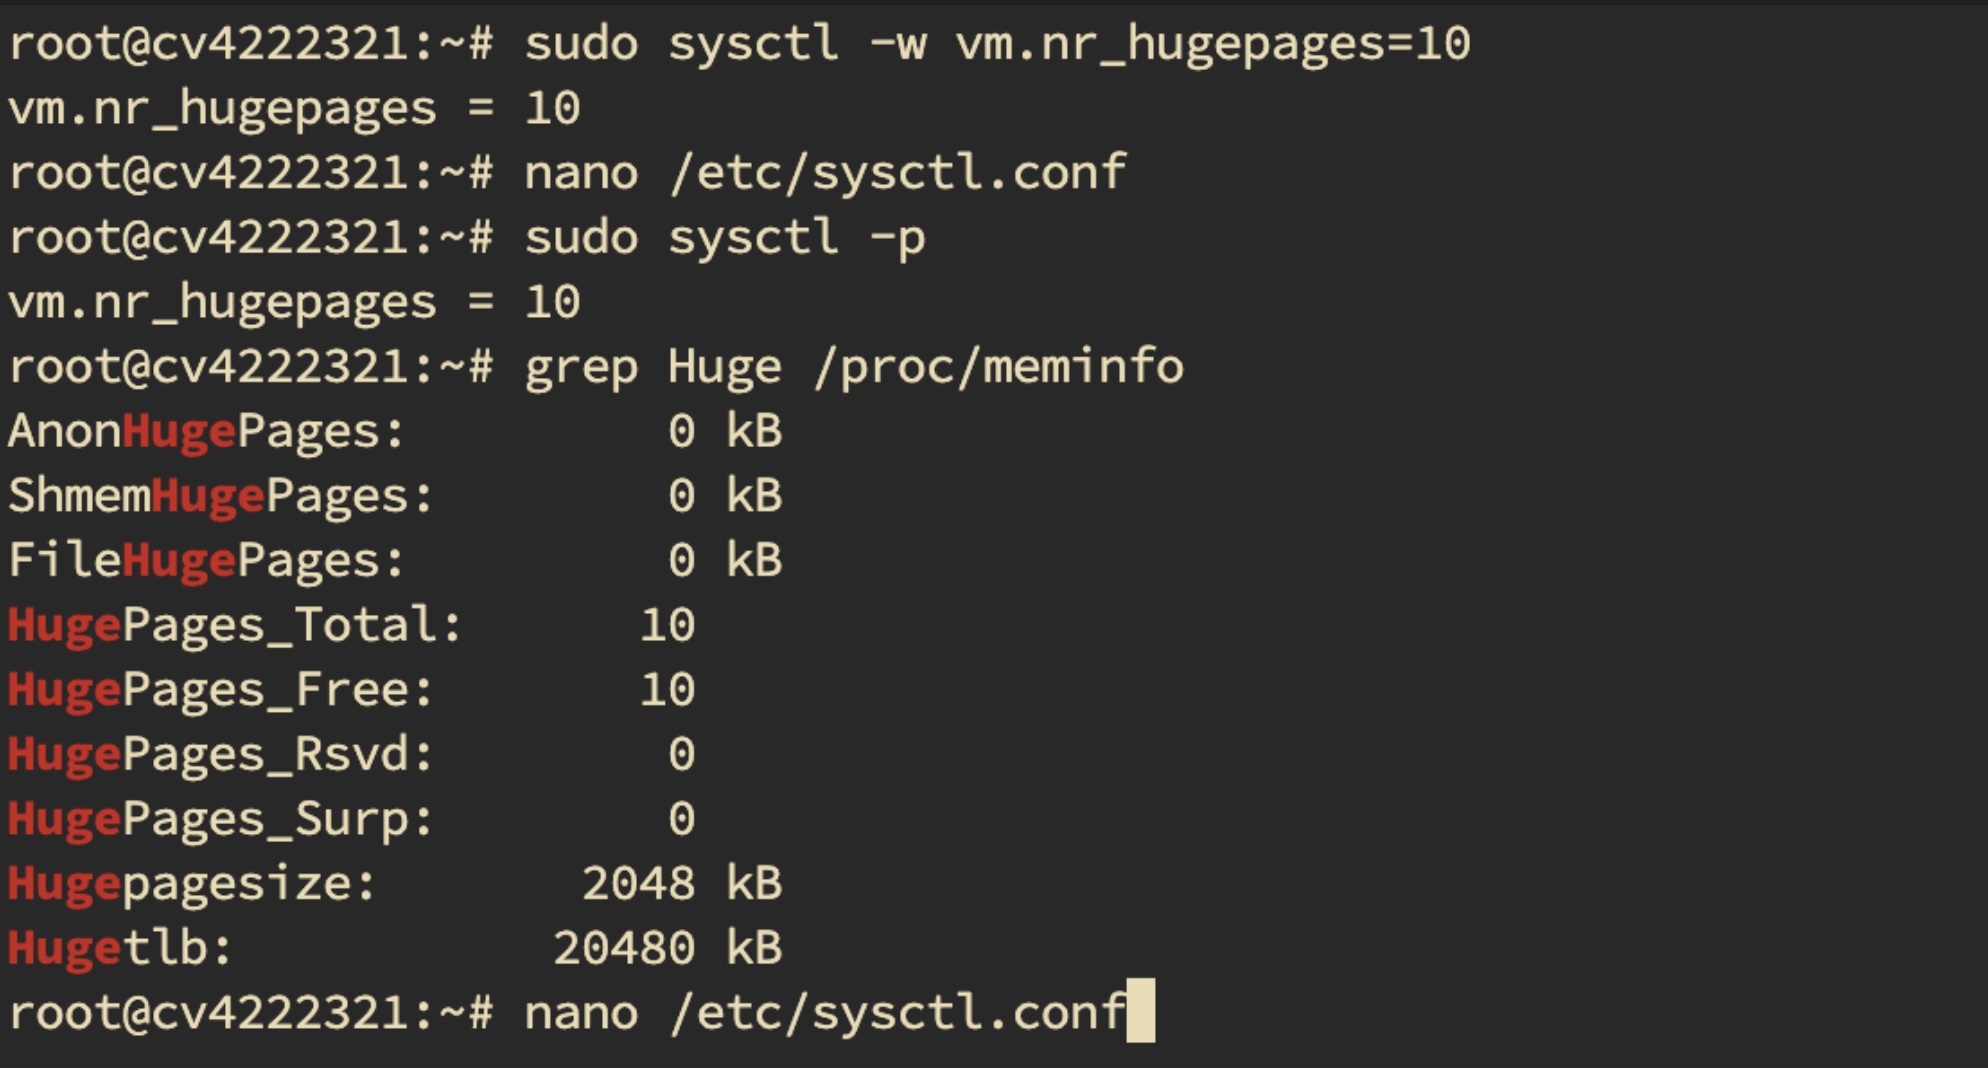 root@cv4222321:~# sudo sysctl -w vm.nr_hugepages=10
vm.nr_hugepages = 10
root@cv4222321:~# nano /etc/sysctl.conf
root@cv4222321:~# sudo sysctl -p
vm.nr_hugepages = 10
root@cv4222321:~# grep Huge /proc/meminfo
AnonHugePages:         0 kB
ShmemHugePages:        0 kB
FileHugePages:         0 kB
HugePages_Total:      10
HugePages_Free:       10
HugePages_Rsvd:        0
HugePages_Surp:        0
Hugepagesize:       2048 kB
Hugetlb:           20480 kB
root@cv4222321:~# nano /etc/sysctl.conf